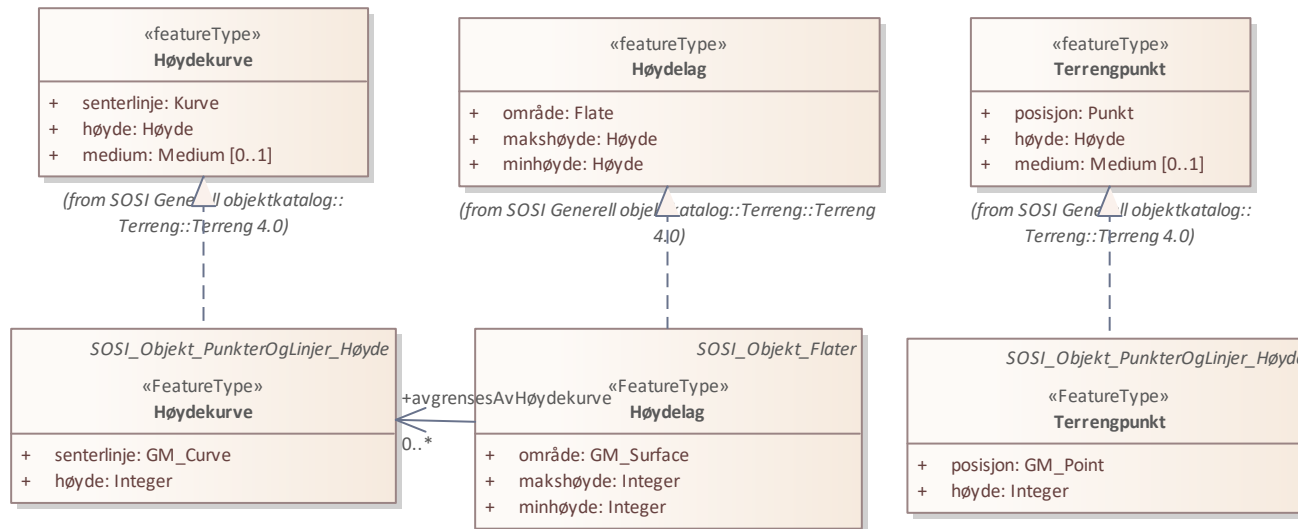 «featureType»
Høydekurve
+ senterlinje: Kurve
+ høyde: Høyde
+ medium: Medium [0..1]
(from SOSI Generell objektkatalog::
Terreng::Terreng 4.0)
«featureType»
Høydelag
+ område: Flate
+ makshøyde: Høyde
+ minhøyde: Høyde
(from SOSI Generell objektkatalog::Terreng::Terreng
4.0)
«featureType»
Terrengpunkt
+ posisjon: Punkt
+ høyde: Høyde
+ medium: Medium [0..1]
(from SOSI Generell objektkatalog::
Terreng::Terreng 4.0)
SOSI_Objekt_PunkterOgLinjer_Høyde
«FeatureType»
Høydekurve
+ senterlinje: GM_Curve
+ høyde: Integer
+avgrensesAvHøydekurve
0..*
SOSI_Objekt_Flater
«FeatureType»
Høydelag
+ område: GM_Surface
+ makshøyde: Integer
+ minhøyde: Integer
SOSI_Objekt_PunkterOgLinjer_Høyde
«FeatureType»
Terrengpunkt
+ posisjon: GM_Point
+ høyde: Integer